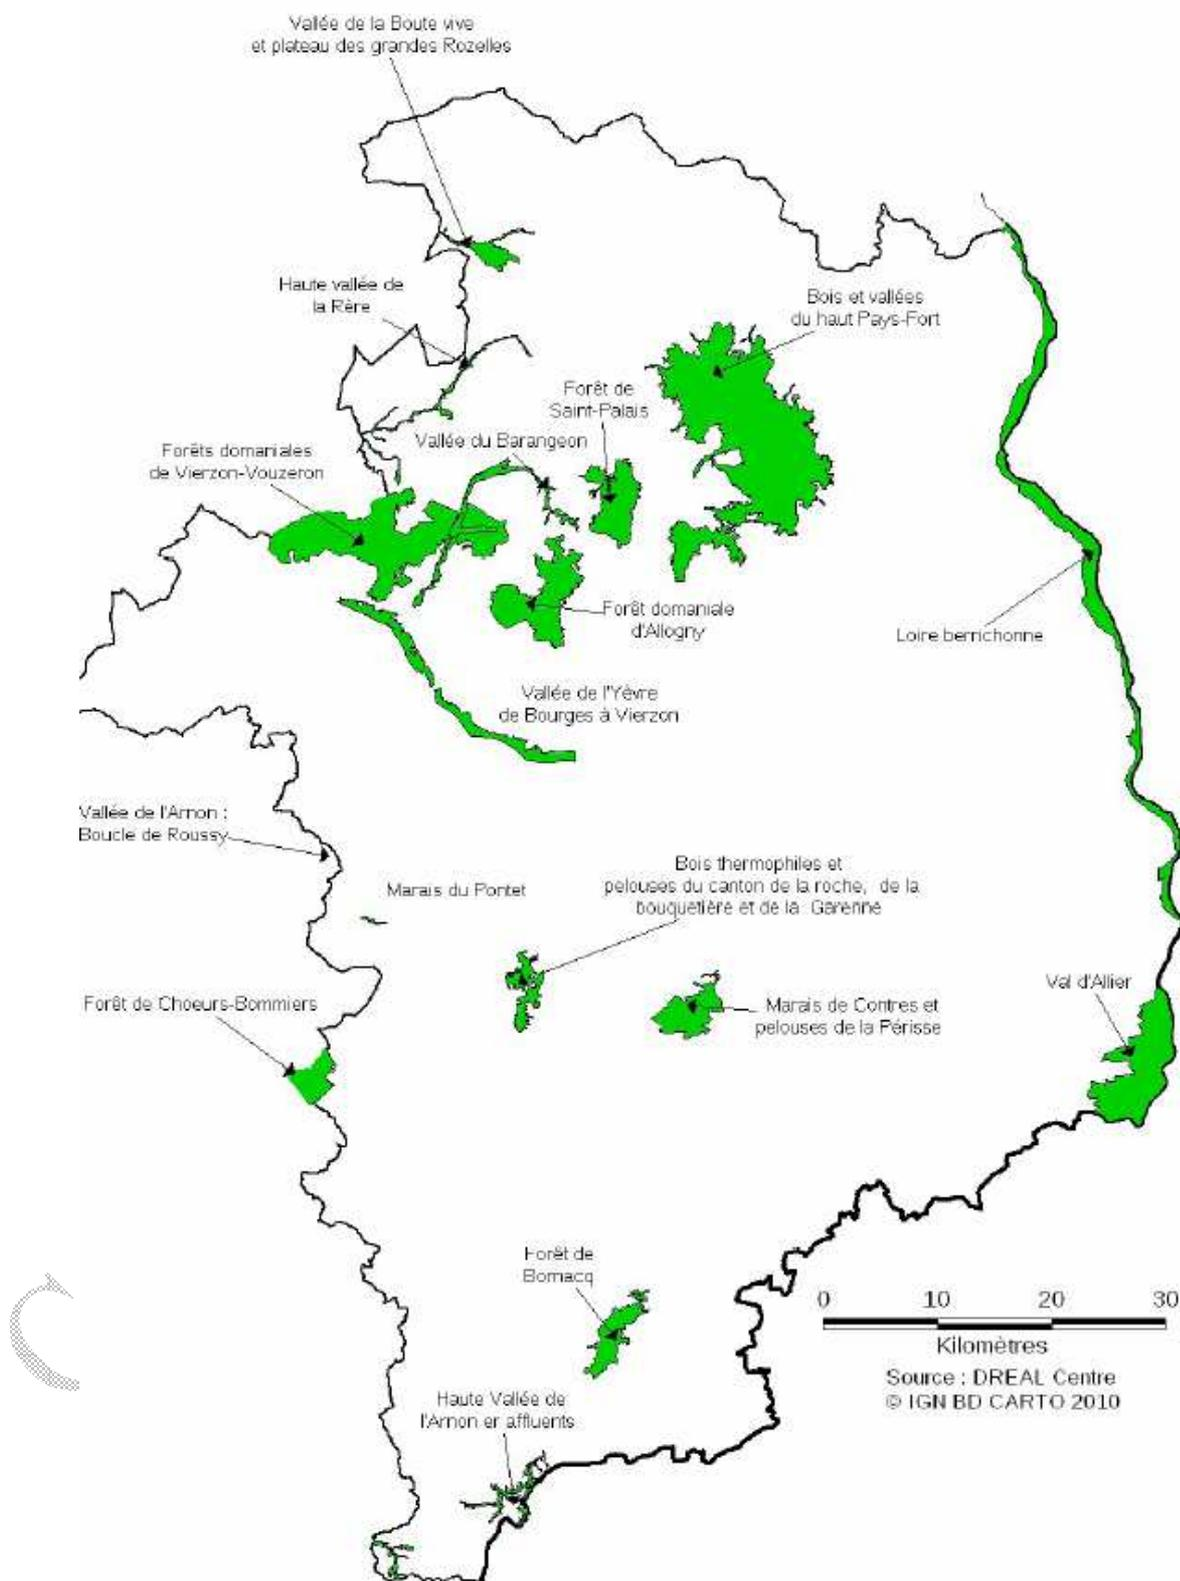 Vallée de la Boute vive
et plateau des grandes Rozelles
Haute vallée de
la Rère
Bois et vallées
du haut Pays-Fort
Forêt de
Saint-Palais
Vallée du Barangeon
Forêts domaniales
de Vierzon-Vouzeron
Forêt domaniale
d'Allogny
Loire berrichonne
Vallée de l'Yèvre
de Bourges à Vierzon
Vallée de l'Arnon :
Boucle de Roussy
Marais du Pontet
Bois thermophiles et
pelouses du canton de la roche, de la
bouquetière et de la Garenne
Forêt de Choeurs-Bommiers
Marais de Contres et
pelouses de la Périsse
Val d'Allier
Forêt de
Bornacq
0 10 20 30
Kilomètres
Source : DREAL Centre
© IGN BD CARTO 2010
Haute Vallée de
l'Arnon er affluents